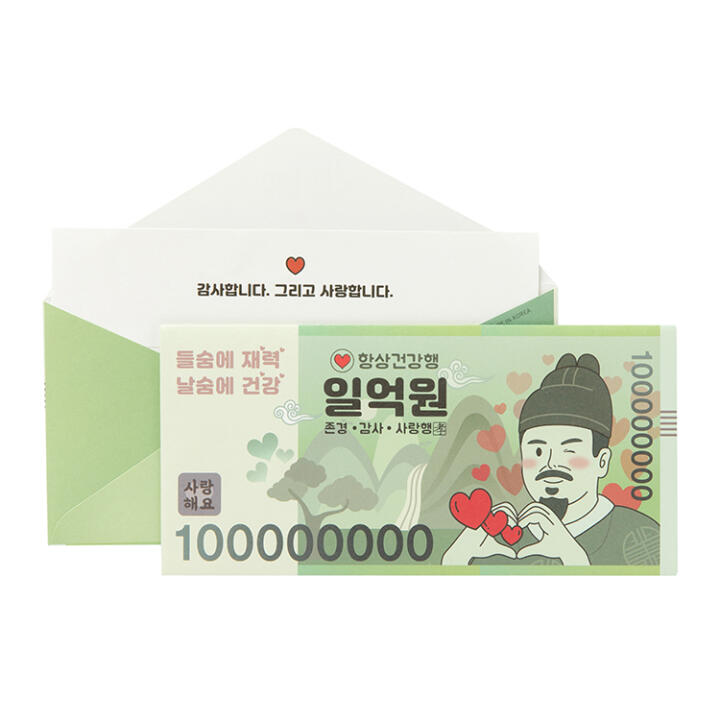 감사합니다. 그리고 사랑합니다.
IN KOREA
들숨에 재력
날숨에 건강
항상건강행
일억원
존경・감사・사랑행
사랑
해요
100000000
100000000